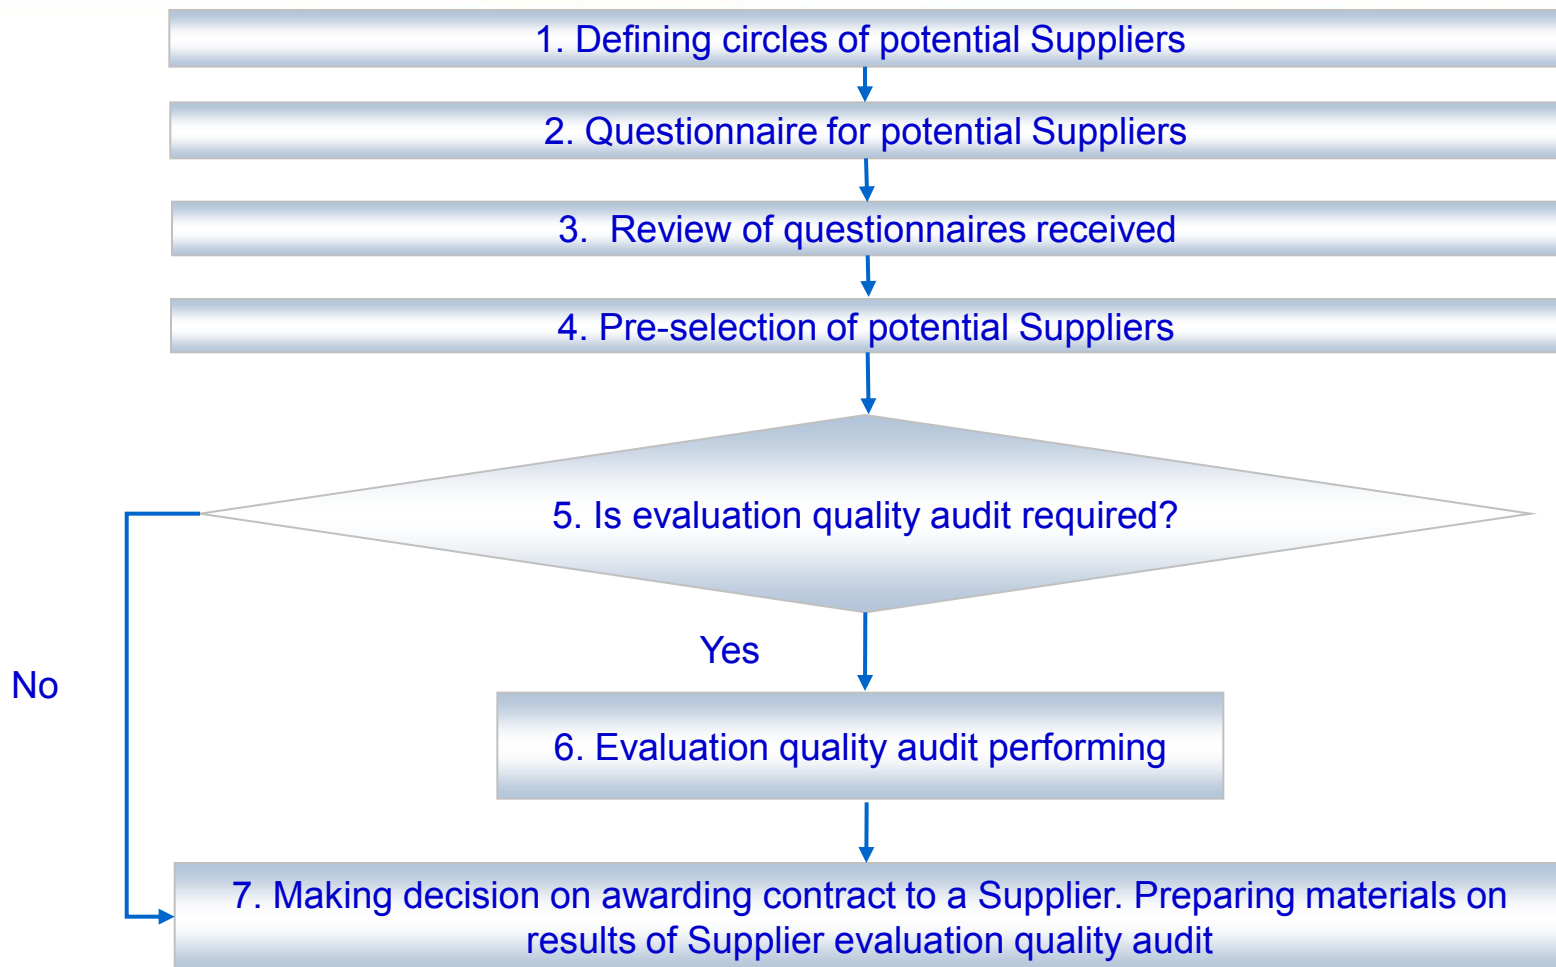 1. Defining circles of potential Suppliers
2. Questionnaire for potential Suppliers
3. Review of questionnaires received
4. Pre-selection of potential Suppliers
5. Is evaluation quality audit required?
Yes
No
6. Evaluation quality audit performing
7. Making decision on awarding contract to a Supplier. Preparing materials on
results of Supplier evaluation quality audit